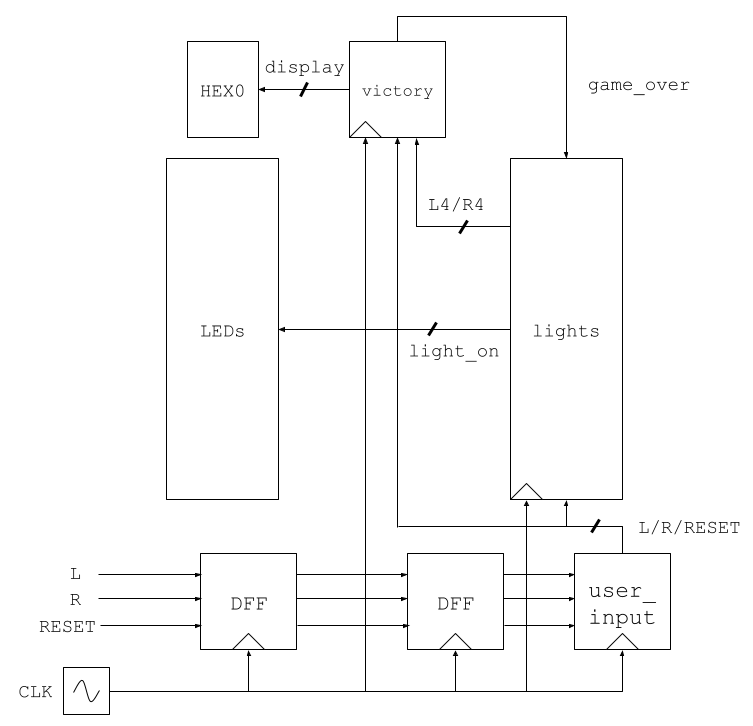 display
HEX0
victory
game_over
L4/R4
LEDs
lights
light_on
L/R/RESET
L
R
RESET
DFF
DFF
user_
input
CLK